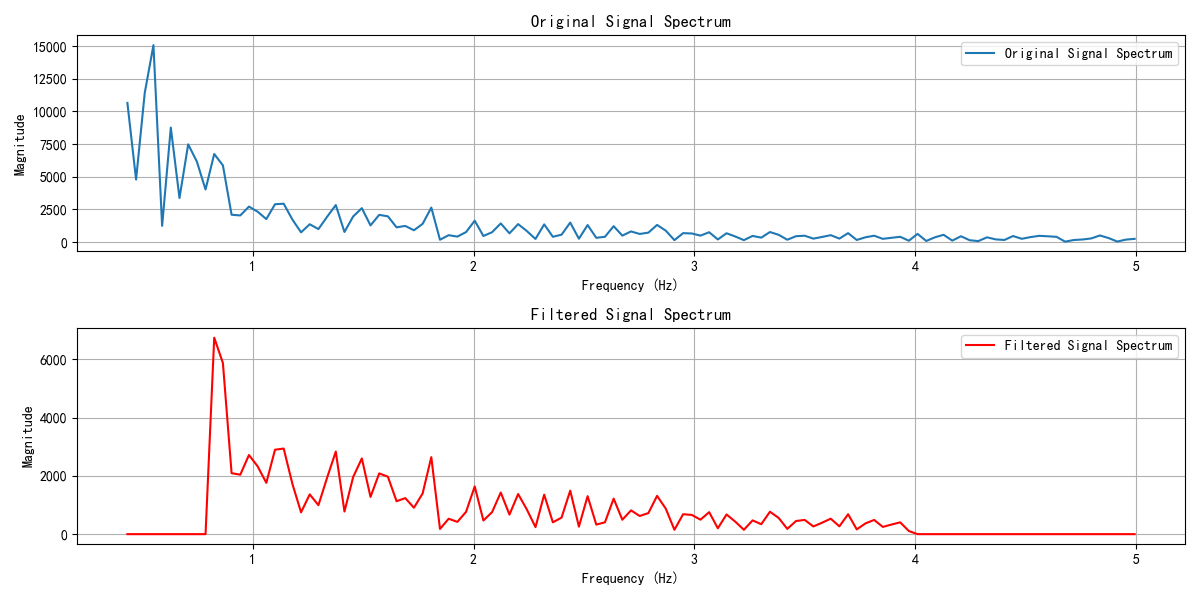 Original Signal Spectrum
Original Signal Spectrum
15000
12500
10000
7500
5000
2500
0
Magnitude
1
2
3
4
5
Frequency (Hz)
Filtered Signal Spectrum
Filtered Signal Spectrum
6000
4000
2000
0
Magnitude
1
2
3
4
5
Frequency (Hz)